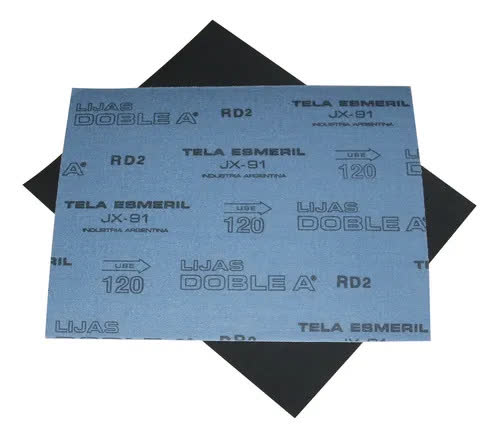 LIJAS
DOBLE A® RD2 TELA ESMERIL
JX-91
INDUSTRIA ARGENTINA
A® RD2 TELA ESMERIL USE
JX-91 120
INDUSTRIA ARGENTINA
TELA ESMERIL USE LIJAS
JX-91 120 DOBLE A
INDUSTRIA ARGENTINA
USE LIJAS
120 DOBLE A® RD2
LIJAS TELA ESMERIL